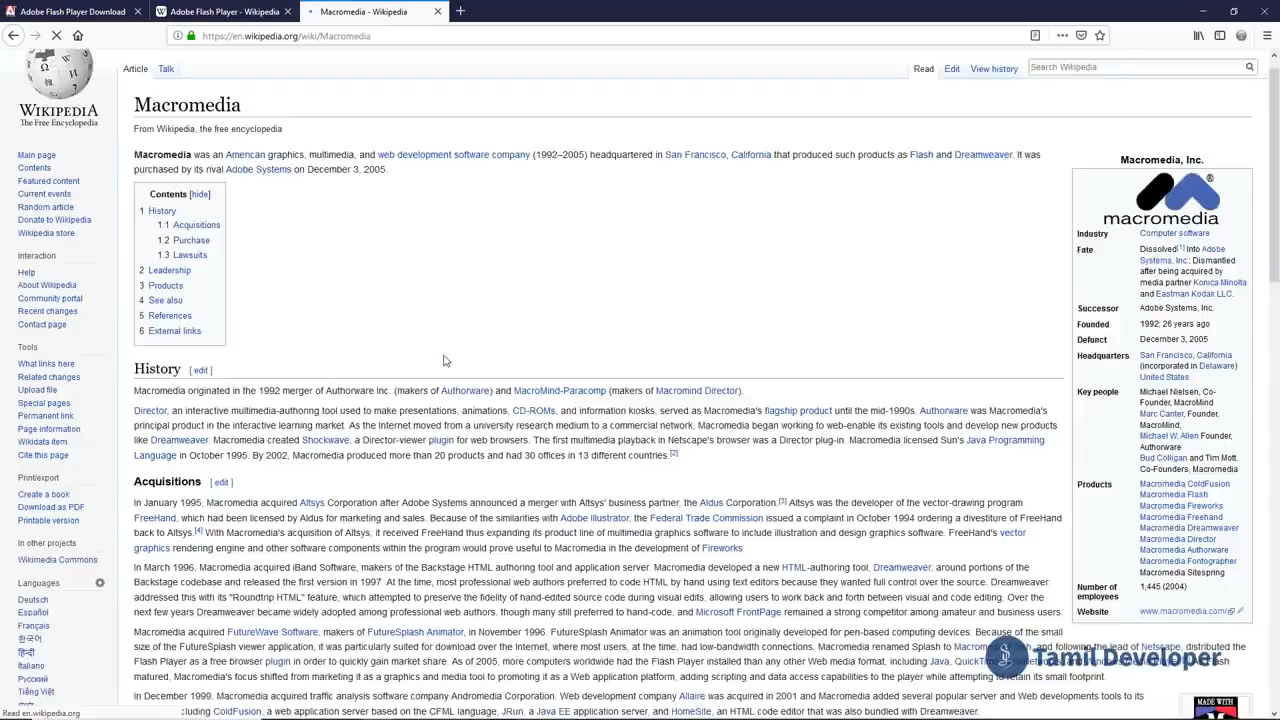 Adobe Flash Player Download
Adobe Flash Player - Wikipedia
Macromedia - Wikipedia
https://en.wikipedia.org/wiki/Macromedia
Article Talk
Read Edit View history
Search Wikipedia
WIKIPEDIA
The Free Encyclopedia
Main page
Contents
Featured content
Current events
Random article
Donate to Wikipedia
Wikipedia store
Interaction
Help
About Wikipedia
Community portal
Recent changes
Contact page
Tools
What links here
Related changes
Upload file
Special pages
Permanent link
Page information
Wikidata item
Cite this page
Print/export
Create a book
Download as PDF
Printable version
In other projects
Wikimedia Commons
Languages
Deutsch
Español
Français
한국어
हिन्दी
Italiano
Русский
Tiếng Việt
Read en.wikipedia.org
Macromedia
From Wikipedia, the free encyclopedia
Macromedia was an American graphics, multimedia, and web development software company (1992–2005) headquartered in San Francisco, California that produced such products as Flash and Dreamweaver. It was
purchased by its rival Adobe Systems on December 3, 2005.
Contents [hide]
1 History
1.1 Acquisitions
1.2 Purchase
1.3 Lawsuits
2 Leadership
3 Products
4 See also
5 References
6 External links
History [ edit ]
Macromedia originated in the 1992 merger of Authorware Inc. (makers of Authorware) and MacroMind-Paracomp (makers of Macromind Director).
Director, an interactive multimedia-authoring tool used to make presentations, animations, CD-ROMs, and information kiosks, served as Macromedia's flagship product until the mid-1990s. Authorware was Macromedia's
principal product in the interactive learning market. As the Internet moved from a university research medium to a commercial network, Macromedia began working to web-enable its existing tools and develop new products
like Dreamweaver. Macromedia created Shockwave, a Director-viewer plugin for web browsers. The first multimedia playback in Netscape's browser was a Director plug-in. Macromedia licensed Sun's Java Programming
Language in October 1995. By 2002, Macromedia produced more than 20 products and had 30 offices in 13 different countries.[2]
Acquisitions [ edit ]
In January 1995, Macromedia acquired Altsys Corporation after Adobe Systems announced a merger with Altsys' business partner, the Aldus Corporation.[3] Altsys was the developer of the vector-drawing program
FreeHand, which had been licensed by Aldus for marketing and sales. Because of the similarities with Adobe Illustrator, the Federal Trade Commission issued a complaint in October 1994 ordering a divestiture of FreeHand
back to Altsys.[4] With Macromedia's acquisition of Altsys, it received FreeHand thus expanding its product line of multimedia graphics software to include illustration and design graphics software. FreeHand's vector
graphics rendering engine and other software components within the program would prove useful to Macromedia in the development of Fireworks.
In March 1996, Macromedia acquired iBand Software, makers of the Backstage HTML authoring tool and application server. Macromedia developed a new HTML-authoring tool, Dreamweaver, around portions of the
Backstage codebase and released the first version in 1997. At the time, most professional web authors preferred to code HTML by hand using text editors because they wanted full control over the source. Dreamweaver
addressed this with its "Roundtrip HTML" feature, which attempted to preserve the fidelity of hand-edited source code during visual edits, allowing users to work back and forth between visual and code editing. Over the
next few years Dreamweaver became widely adopted among professional web authors, though many still preferred to hand-code, and Microsoft FrontPage remained a strong competitor among amateur and business users.
Macromedia acquired FutureWave Software, makers of FutureSplash Animator, in November 1996. FutureSplash Animator was an animation tool originally developed for pen-based computing devices. Because of the small
size of the FutureSplash viewer application, it was particularly suited for download over the Internet, where most users, at the time, had low-bandwidth connections. Macromedia renamed Splash to and following the lead of Netscape, distributed the
Flash Player as a free browser plugin in order to quickly gain market share. As of 2005, more computers worldwide had the Flash Player installed than any other Web media format, including Java, Flash
matured, Macromedia's focus shifted from marketing it as a graphics and media tool to promoting it as a Web application platform, adding scripting and data access capabilities to the player while attempting to retain its small footprint.
In December 1999, Macromedia acquired traffic analysis software company Andromedia Corporation. Web development company Allaire was acquired in 2001 and Macromedia added several popular server and Web developments tools to its
ColdFusion, a web application server based on the CFML language, JRun, a Java EE application server, and HomeSite, an HTML code editor that was also bundled with Dreamweaver.
Macromedia, Inc.
macromedia
®
Industry Computer software
Fate Dissolved[1] Into Adobe
Systems, Inc.; Dismantled
after being acquired by
media partner Konica Minolta
and Eastman Kodak LLC.
Successor Adobe Systems, Inc.
Founded 1992; 26 years ago
Defunct December 3, 2005
Headquarters San Francisco, California
(incorporated in Delaware)
United States
Key people Michael Nielsen, Co-
Founder, MacroMind
Marc Canter, Founder,
MacroMind,
Michael W. Allen Founder,
Authorware
Bud Colligan and Tim Mott,
Co-Founders, Macromedia
Products Macromedia ColdFusion
Macromedia Flash
Macromedia Fireworks
Macromedia Freehand
Macromedia Dreamweaver
Macromedia Director
Macromedia Authorware
Macromedia Fontographer
Macromedia Sitespring
Number of 1,445 (2004)
employees
Website www.macromedia.com/
Tamil Developer
MADE WITH